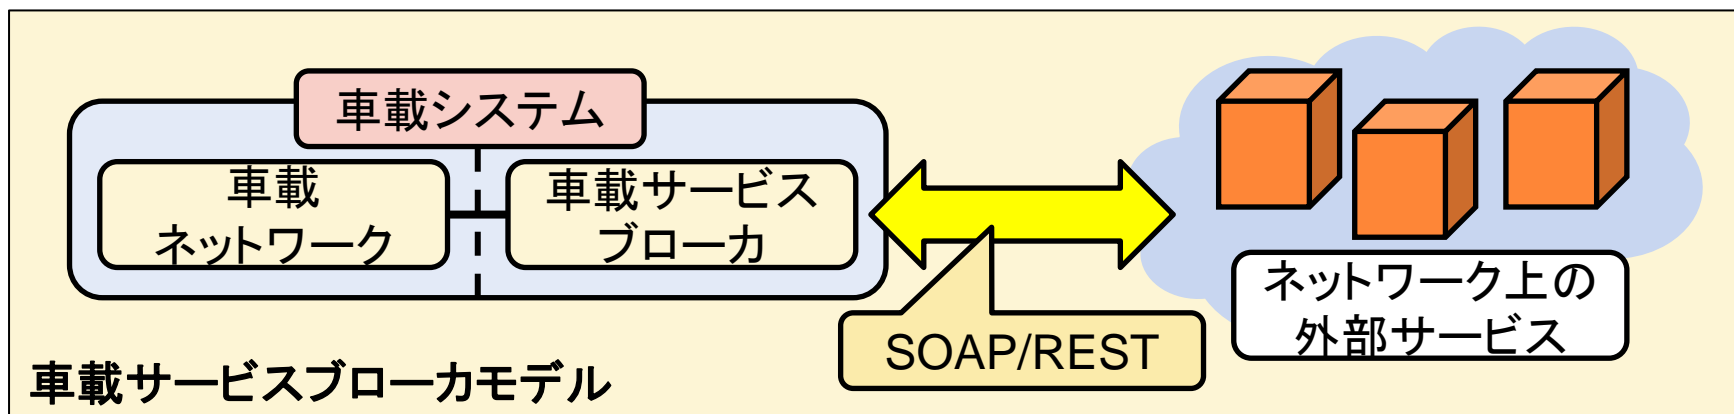 車載システム
車載
ネットワーク
車載サービス
ブローカ
SOAP/REST
ネットワーク上の
外部サービス
車載サービスブローカモデル